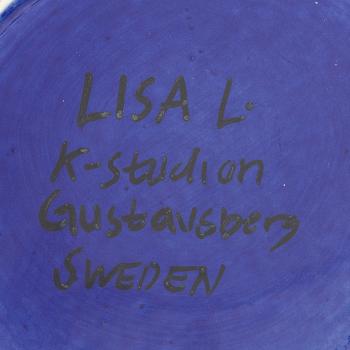 LISA L.
K-studion
Gustavsberg
SWEDEN